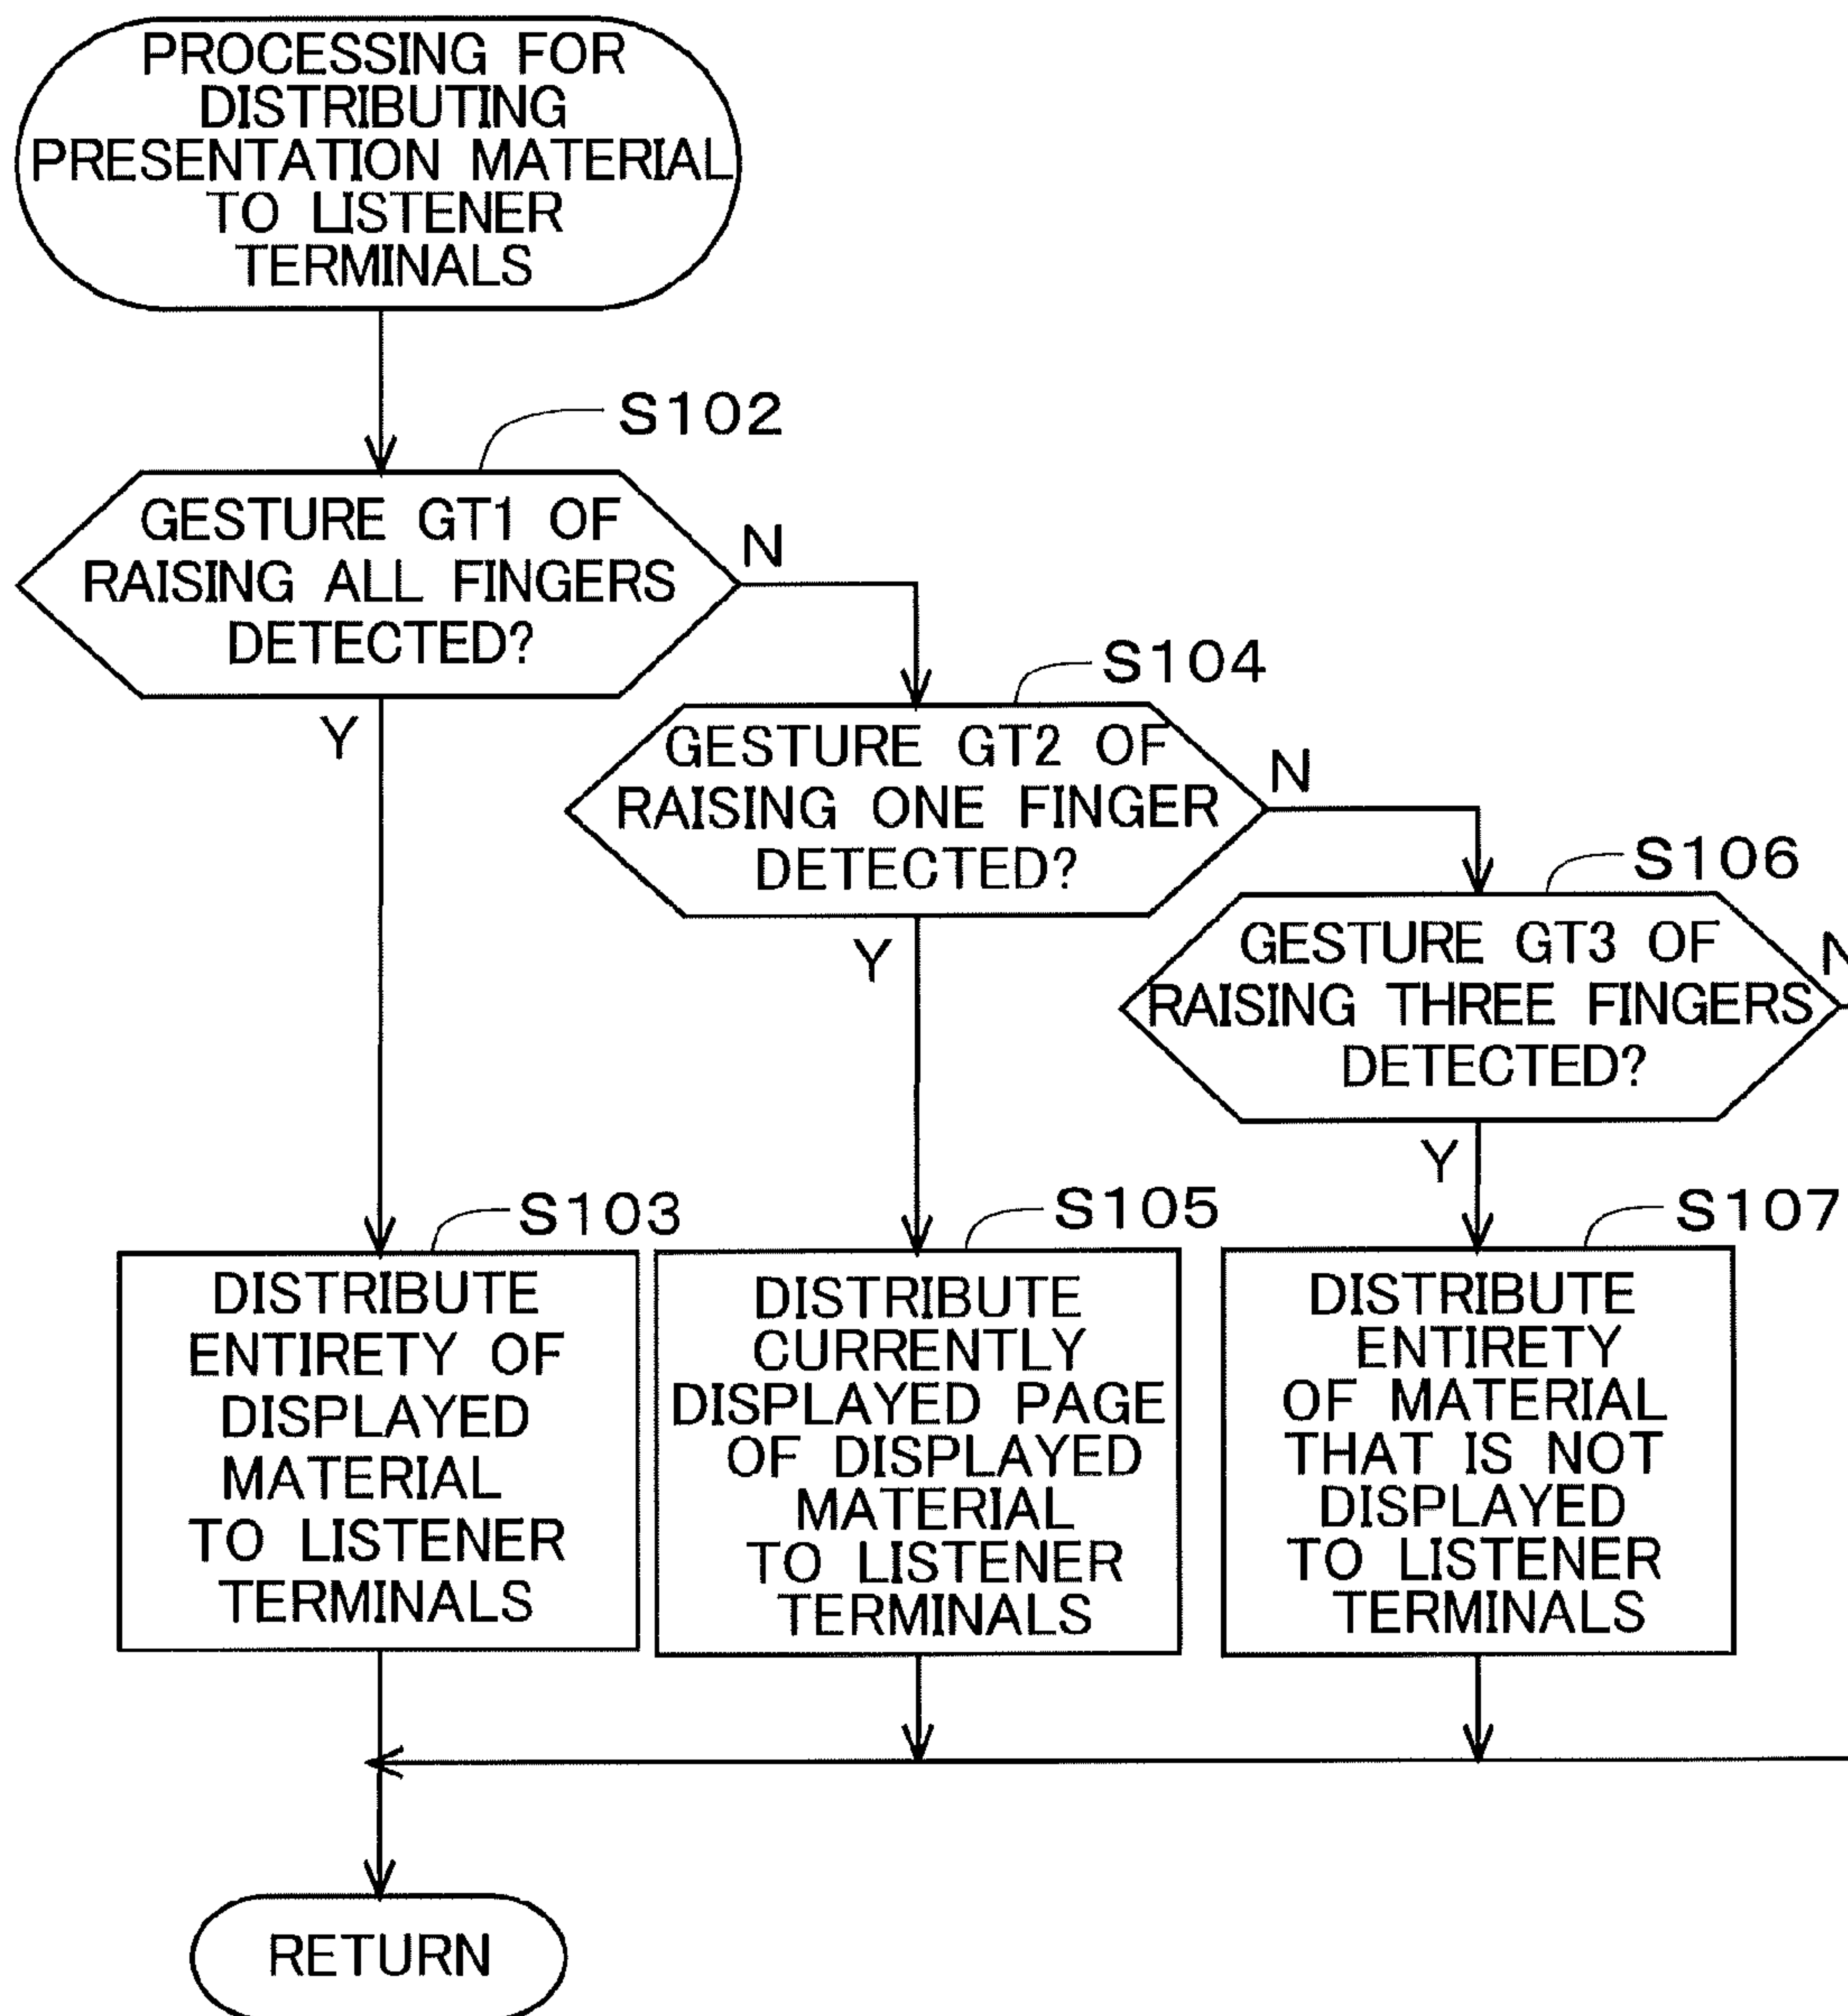 PROCESSING FOR
DISTRIBUTING
PRESENTATION MATERIAL
TO LISTENER
TERMINALS
S102
GESTURE GT1 OF
RAISING ALL FINGERS
DETECTED?
N
Y
S104
GESTURE GT2 OF
RAISING ONE FINGER
DETECTED?
N
Y
S106
GESTURE GT3 OF
RAISING THREE FINGERS
DETECTED?
N
Y
S103
DISTRIBUTE
ENTIRETY OF
DISPLAYED
MATERIAL
TO LISTENER
TERMINALS
S105
DISTRIBUTE
CURRENTLY
DISPLAYED PAGE
OF DISPLAYED
MATERIAL
TO LISTENER
TERMINALS
S107
DISTRIBUTE
ENTIRETY
OF MATERIAL
THAT IS NOT
DISPLAYED
TO LISTENER
TERMINALS
RETURN